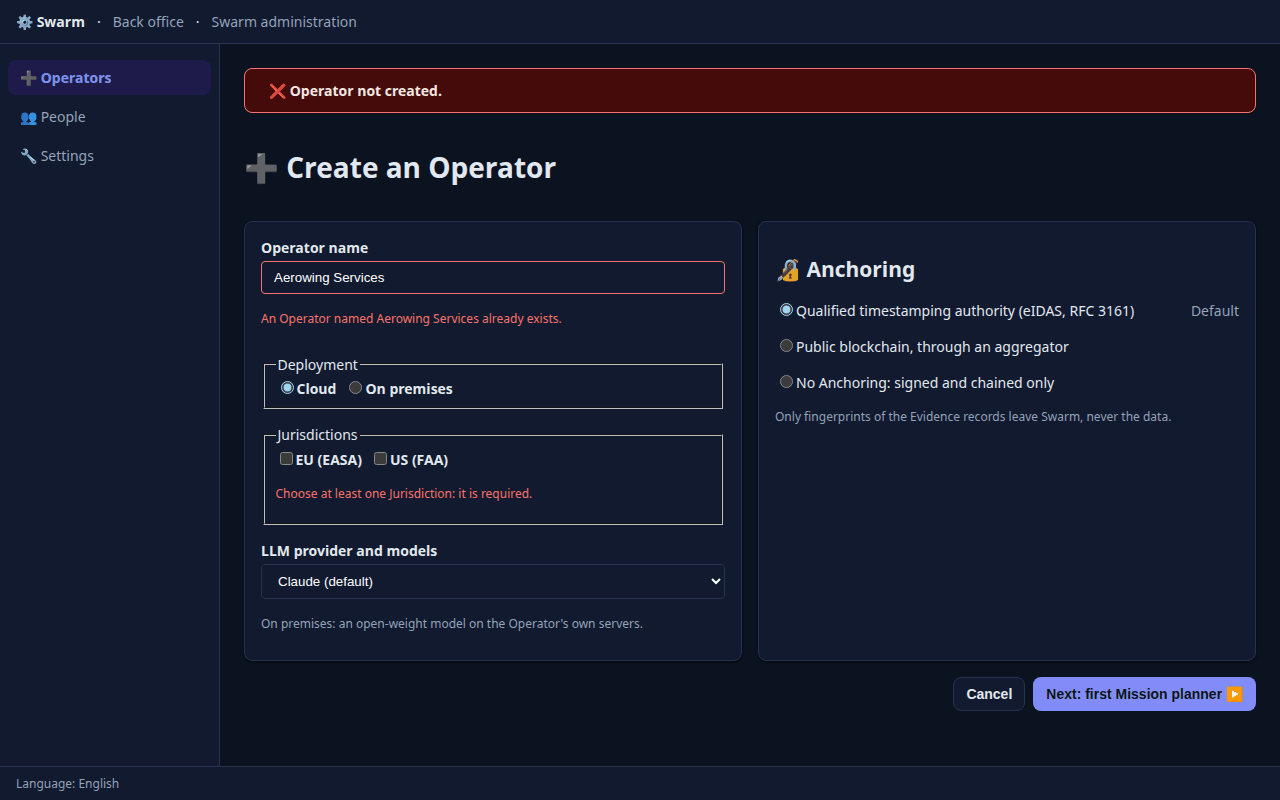 ⚙️ Swarm · Back office · Swarm administration
➕ Operators
👥 People
🔧 Settings
❌ Operator not created.
➕ Create an Operator
Operator name
Aerowing Services
An Operator named Aerowing Services already exists.
Deployment
Cloud On premises
Jurisdictions
EU (EASA) US (FAA)
Choose at least one Jurisdiction: it is required.
LLM provider and models
Claude (default)
On premises: an open-weight model on the Operator's own servers.
🔏 Anchoring
Qualified timestamping authority (eIDAS, RFC 3161) Default
Public blockchain, through an aggregator
No Anchoring: signed and chained only
Only fingerprints of the Evidence records leave Swarm, never the data.
Cancel
Next: first Mission planner ▶️
Language: English